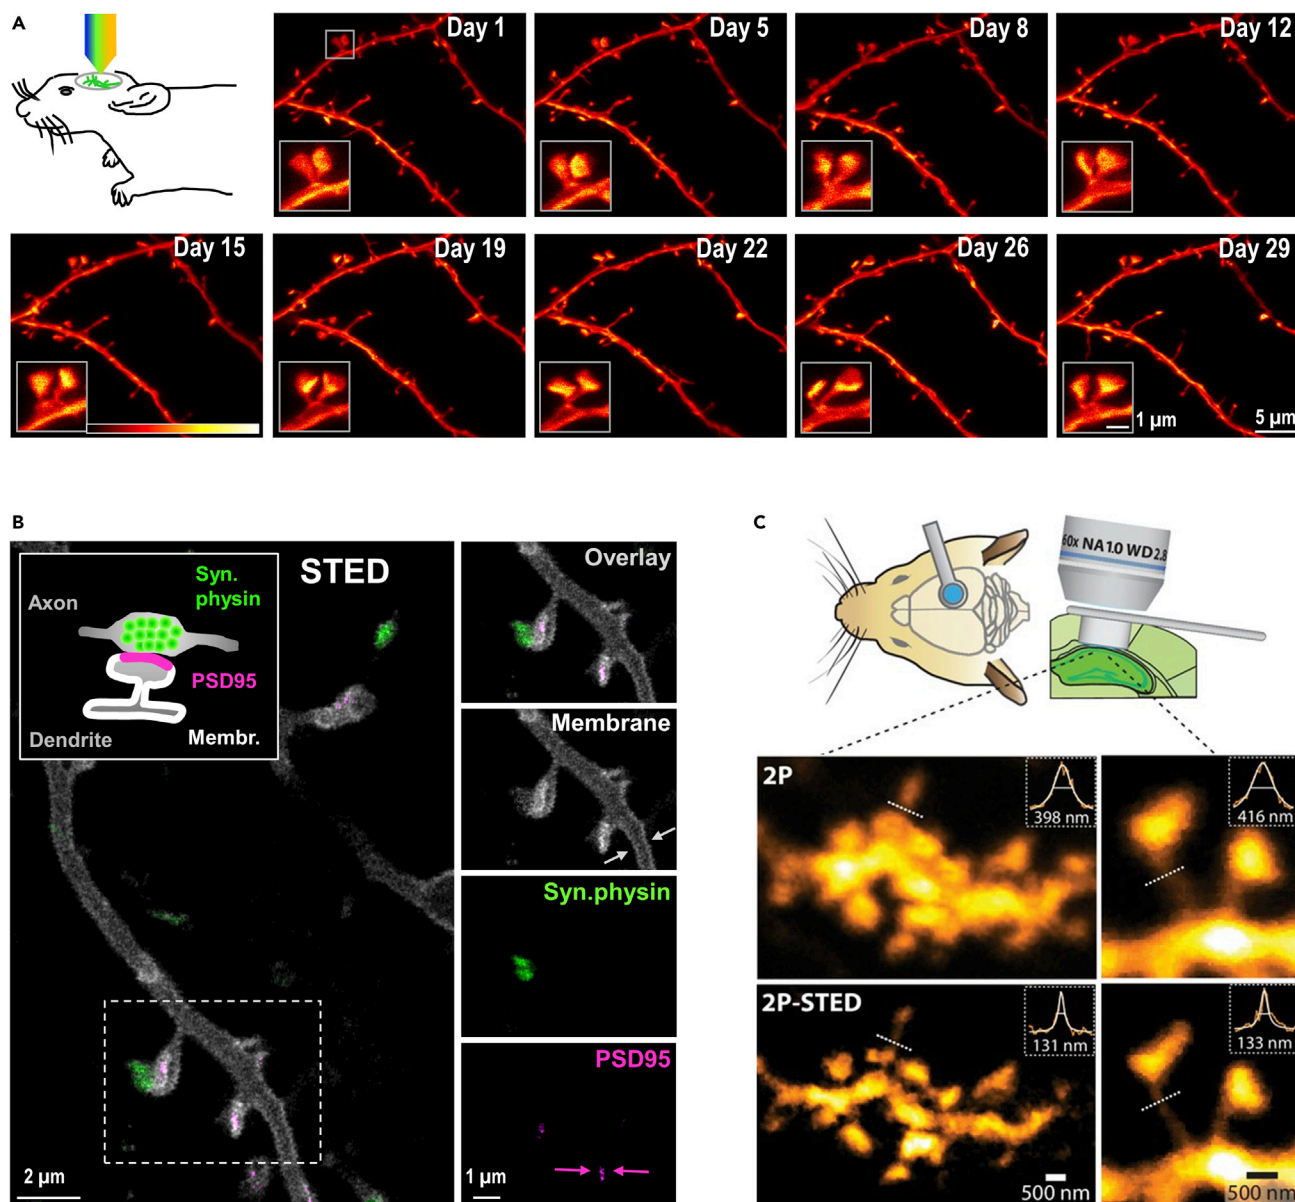 A
Day 1
Day 5
Day 8
Day 12
Day 15
Day 19
Day 22
Day 26
Day 29
1 µm
5 µm
B
STED
Syn.
physin
Axon
PSD95
Dendrite
Membr.
2 µm
Overlay
Membrane
Syn.physin
PSD95
1 µm
C
60x NA1.0 WD2.8
2P
398 nm
416 nm
2P-STED
131 nm
133 nm
500 nm
500 nm